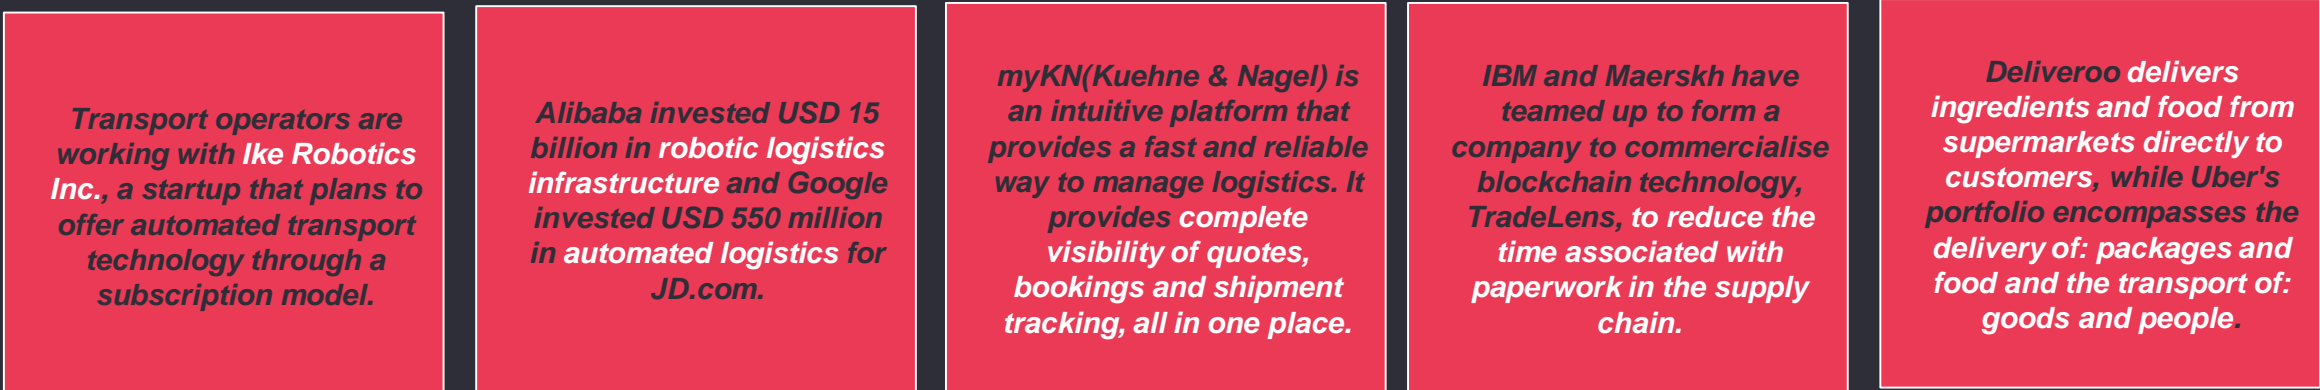 Transport operators are
working with Ike Robotics
Inc., a startup that plans to
offer automated transport
technology through a
subscription model.
Alibaba invested USD 15
billion in robotic logistics
infrastructure and Google
invested USD 550 million
in automated logistics for
JD.com.
myKN(Kuehne & Nagel) is
an intuitive platform that
provides a fast and reliable
way to manage logistics. It
provides complete
visibility of quotes,
bookings and shipment
tracking, all in one place.
IBM and Maerskh have
teamed up to form a
company to commercialise
blockchain technology,
TradeLens, to reduce the
time associated with
paperwork in the supply
chain.
Deliveroo delivers
ingredients and food from
supermarkets directly to
customers, while Uber's
portfolio encompasses the
delivery of: packages and
food and the transport of:
goods and people.